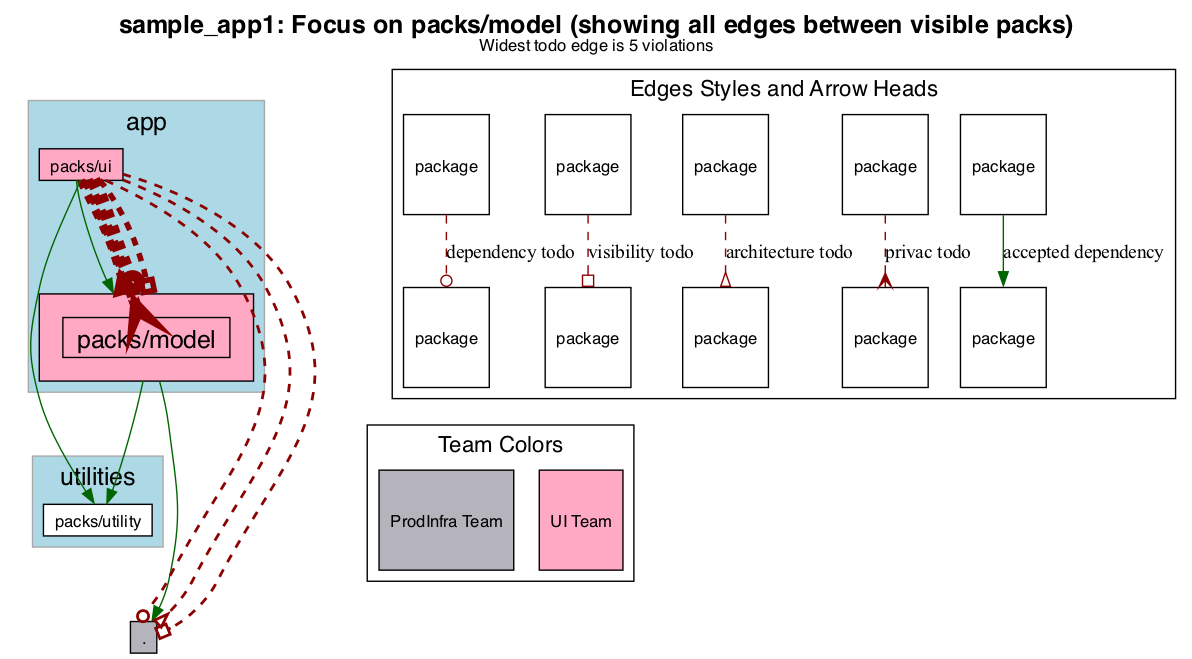 sample_app1: Focus on packs/model (showing all edges between visible packs)
Widest todo edge is 5 violations
app
packs/ui
packs/model
utilities
packs/utility
.
Edges Styles and Arrow Heads
package package package package package
dependency todo visibility todo architecture todo privac todo accepted dependency
package package package package package
Team Colors
ProdInfra Team UI Team